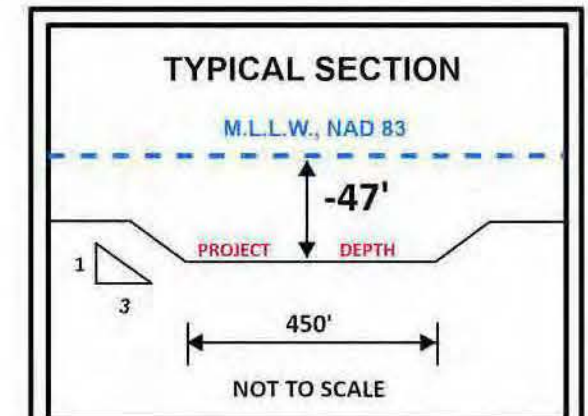 TYPICAL SECTION
M.L.L.W., NAD 83
-47'
PROJECT DEPTH
1
3
450'
NOT TO SCALE